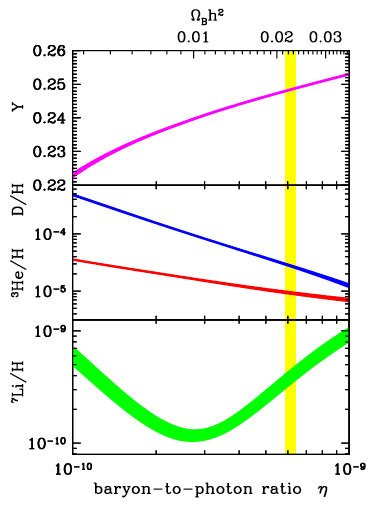 Ω_B h²
0.01 0.02 0.03
0.26
0.25
Y
0.24
0.23
0.22
D/H
10⁻⁴
³He/H
10⁻⁵
10⁻⁹
⁷Li/H
10⁻¹⁰
10⁻¹⁰ 10⁻⁹
baryon-to-photon ratio η